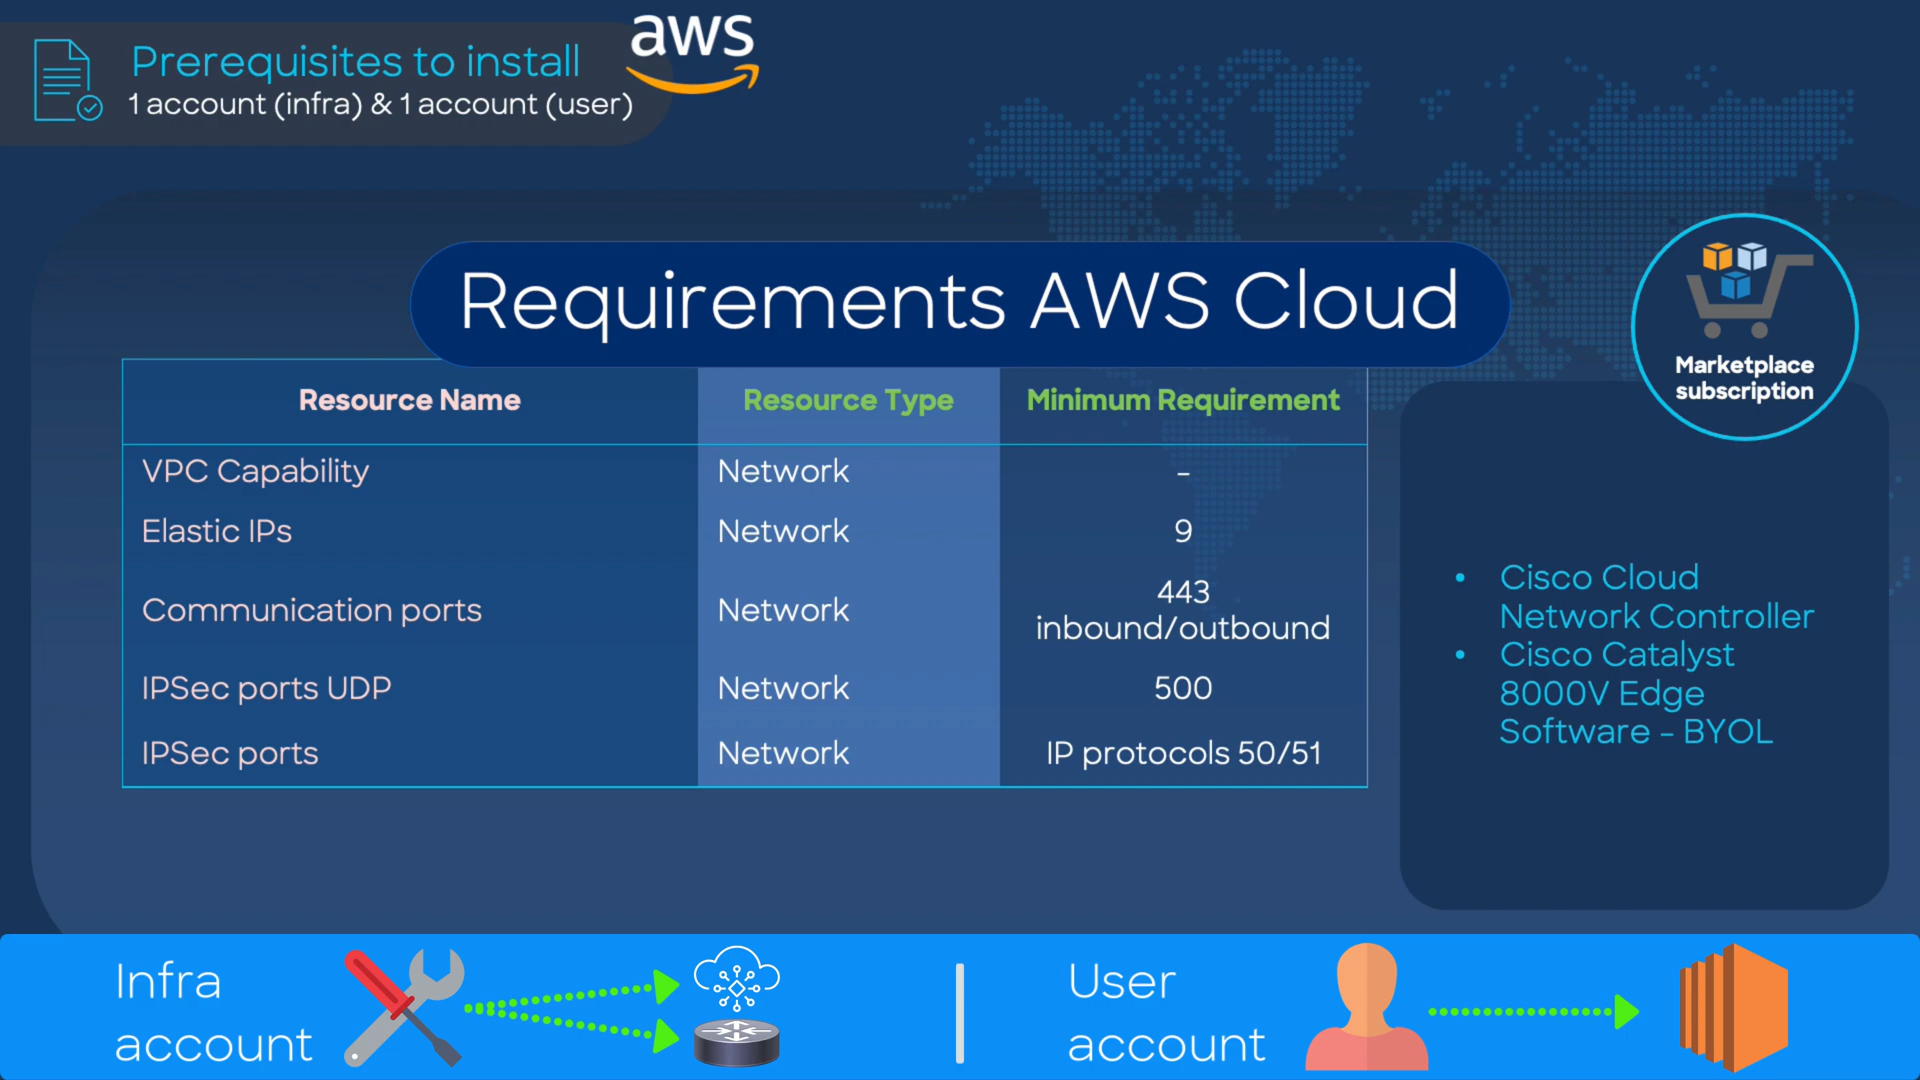 Prerequisites to install
1 account (infra) & 1 account (user)
aws
Requirements AWS Cloud
Marketplace
subscription
Resource Name Resource Type Minimum Requirement
VPC Capability Network -
Elastic IPs Network 9
Communication ports Network 443
inbound/outbound
IPSec ports UDP Network 500
IPSec ports Network IP protocols 50/51
• Cisco Cloud
Network Controller
• Cisco Catalyst
8000V Edge
Software - BYOL
Infra
account
User
account